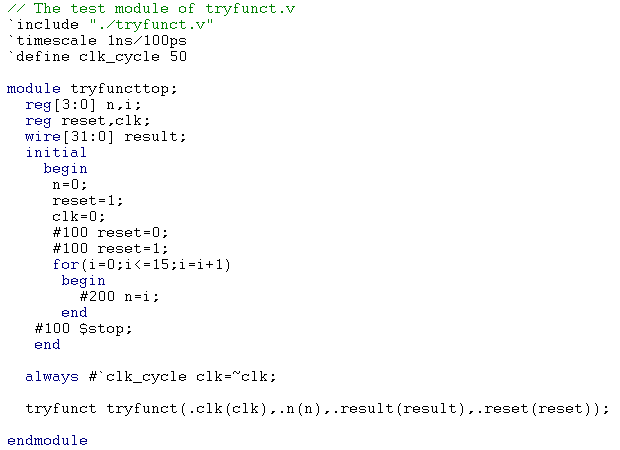 // The test module of tryfunct.v
`include "./tryfunct.v"
`timescale 1ns/100ps
`define clk_cycle 50
module tryfuncttop;
reg[3:0] n,i;
reg reset,clk;
wire[31:0] result;
initial
begin
n=0;
reset=1;
clk=0;
#100 reset=0;
#100 reset=1;
for(i=0;i<=15;i=i+1)
begin
#200 n=i;
end
#100 $stop;
end
always #`clk_cycle clk=~clk;
tryfunct tryfunct(.clk(clk),.n(n),.result(result),.reset(reset));
endmodule